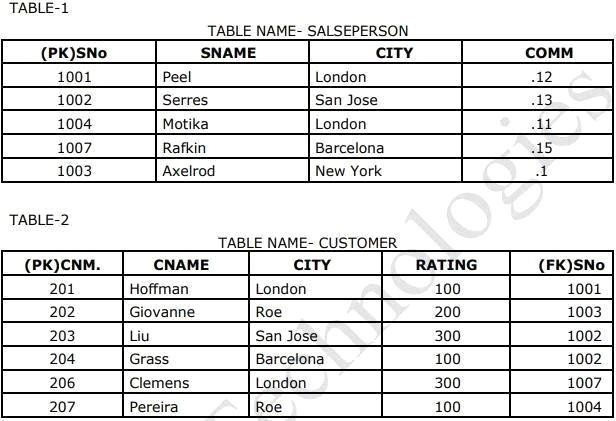 TABLE-1
TABLE NAME- SALSEPERSON
(PK)SNo SNAME CITY COMM
1001 Peel London .12
1002 Serres San Jose .13
1004 Motika London .11
1007 Rafkin Barcelona .15
1003 Axelrod New York .1
TABLE-2
TABLE NAME- CUSTOMER
(PK)CNM. CNAME CITY RATING (FK)SNo
201 Hoffman London 100 1001
202 Giovanne Roe 200 1003
203 Liu San Jose 300 1002
204 Grass Barcelona 100 1002
206 Clemens London 300 1007
207 Pereira Roe 100 1004
Technologies